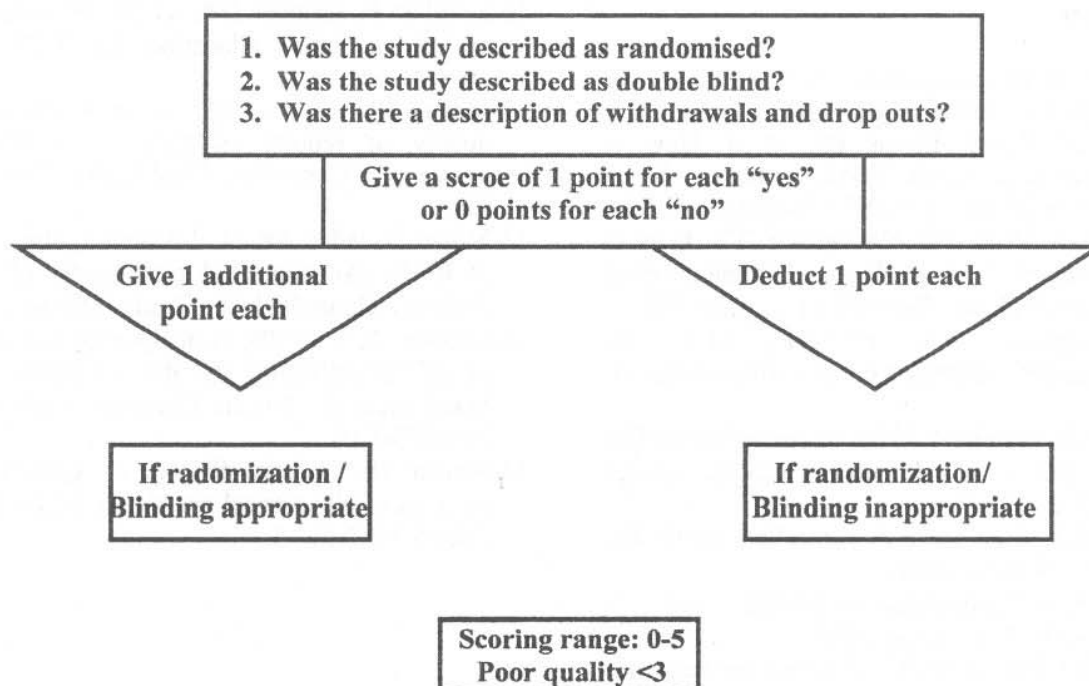 1. Was the study described as randomised?
2. Was the study described as double blind?
3. Was there a description of withdrawals and drop outs?
Give a scroe of 1 point for each “yes”
or 0 points for each “no”
Give 1 additional
point each
Deduct 1 point each
If radomization /
Blinding appropriate
If randomization/
Blinding inappropriate
Scoring range: 0-5
Poor quality <3